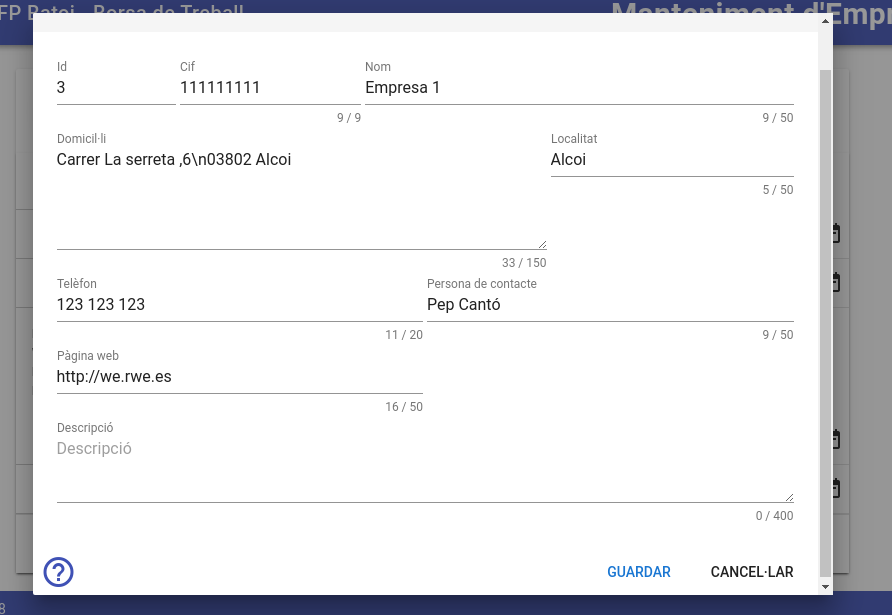 FP Batoi - Borsa de Treball
Manteniment d'Empr
Id
Cif
Nom
3
111111111
Empresa 1
9 / 9
9 / 50
Domicil·li
Localitat
Carrer La serreta ,6\n03802 Alcoi
Alcoi
5 / 50
33 / 150
Telèfon
Persona de contacte
123 123 123
Pep Cantó
11 / 20
9 / 50
Pàgina web
http://we.rwe.es
16 / 50
Descripció
Descripció
0 / 400
?
GUARDAR
CANCEL·LAR
8